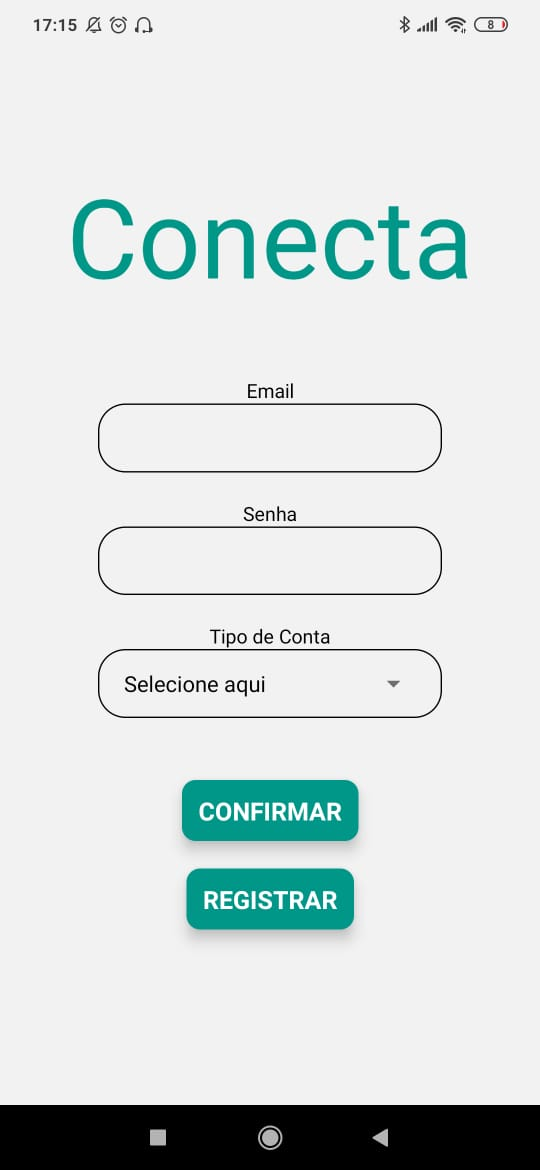 17:15
8
Conecta
Email
Senha
Tipo de Conta
Selecione aqui
CONFIRMAR
REGISTRAR